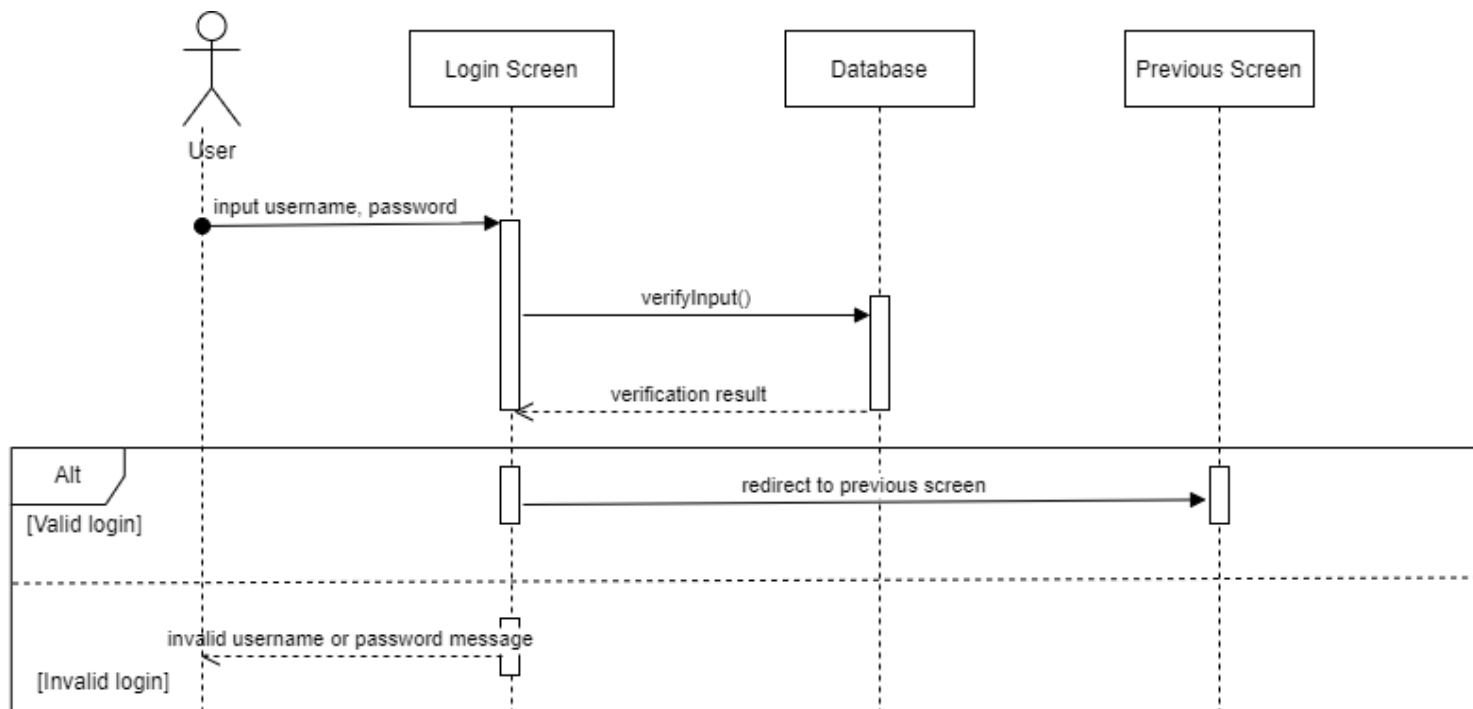 User
Login Screen
Database
Previous Screen
input username, password
verifyInput()
verification result
Alt
[Valid login]
redirect to previous screen
invalid username or password message
[Invalid login]